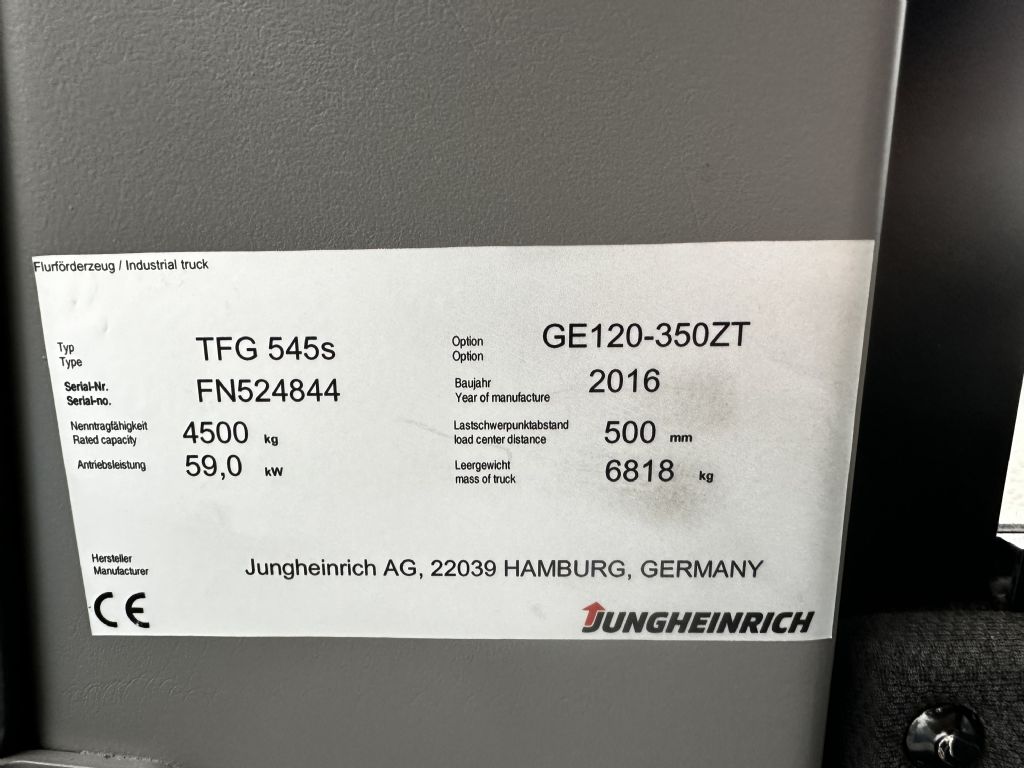 Flurförderzeug / Industrial truck
Typ
Type
TFG 545s
Option
Option
GE120-350ZT
Serial-Nr.
Serial-no.
FN524844
Baujahr
Year of manufacture
2016
Nenntragfähigkeit
Rated capacity
4500 kg
Lastschwerpunktabstand
load center distance
500 mm
Antriebsleistung
59,0 kW
Leergewicht
mass of truck
6818 kg
Hersteller
Manufacturer
Jungheinrich AG, 22039 HAMBURG, GERMANY
CE
JUNGHEINRICH